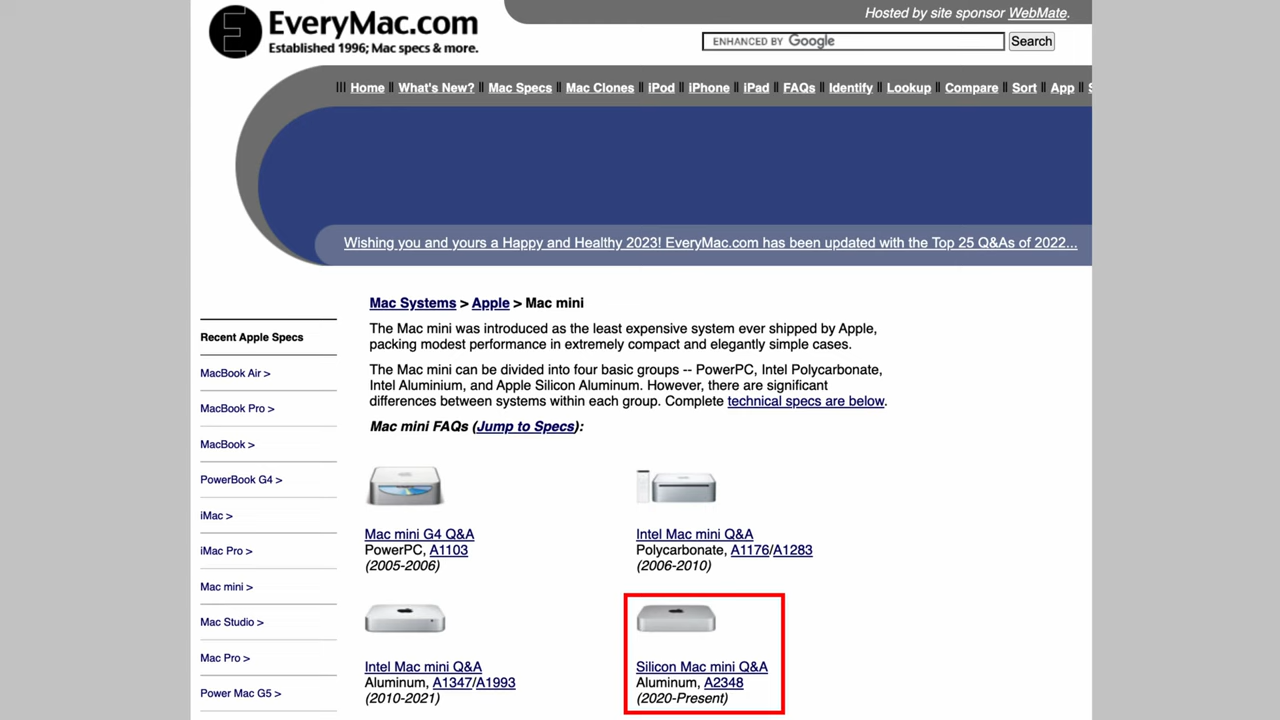 EveryMac.com
Established 1996; Mac specs & more.
Hosted by site sponsor WebMate.
ENHANCED BY Google
Search
||| Home || What's New? || Mac Specs || Mac Clones || iPod || iPhone || iPad || FAQs || Identify || Lookup || Compare || Sort || App ||
Wishing you and yours a Happy and Healthy 2023! EveryMac.com has been updated with the Top 25 Q&As of 2022...
Recent Apple Specs
MacBook Air >
MacBook Pro >
MacBook >
PowerBook G4 >
iMac >
iMac Pro >
Mac mini >
Mac Studio >
Mac Pro >
Power Mac G5 >
Mac Systems > Apple > Mac mini
The Mac mini was introduced as the least expensive system ever shipped by Apple,
packing modest performance in extremely compact and elegantly simple cases.
The Mac mini can be divided into four basic groups -- PowerPC, Intel Polycarbonate,
Intel Aluminium, and Apple Silicon Aluminum. However, there are significant
differences between systems within each group. Complete technical specs are below.
Mac mini FAQs (Jump to Specs):
Mac mini G4 Q&A
PowerPC, A1103
(2005-2006)
Intel Mac mini Q&A
Polycarbonate, A1176/A1283
(2006-2010)
Intel Mac mini Q&A
Aluminum, A1347/A1993
(2010-2021)
Silicon Mac mini Q&A
Aluminum, A2348
(2020-Present)